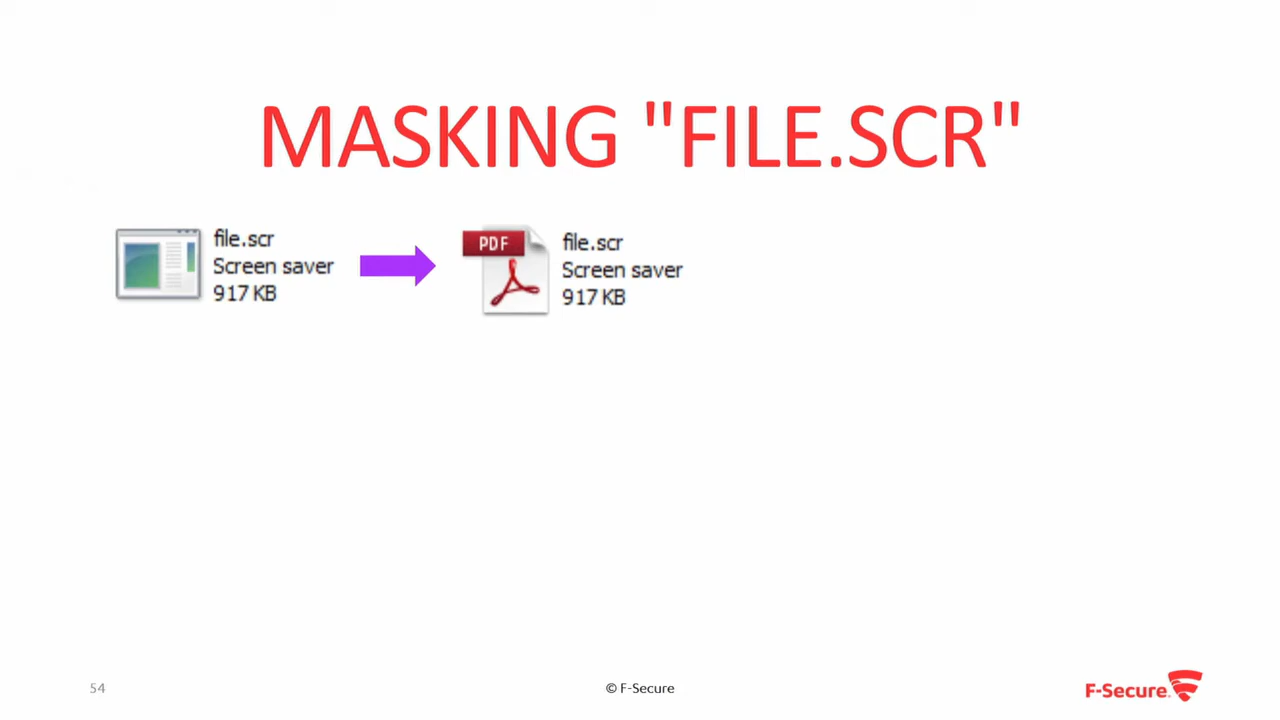 MASKING "FILE.SCR"
file.scr
Screen saver
917 KB
PDF
file.scr
Screen saver
917 KB
54
© F-Secure
F-Secure.